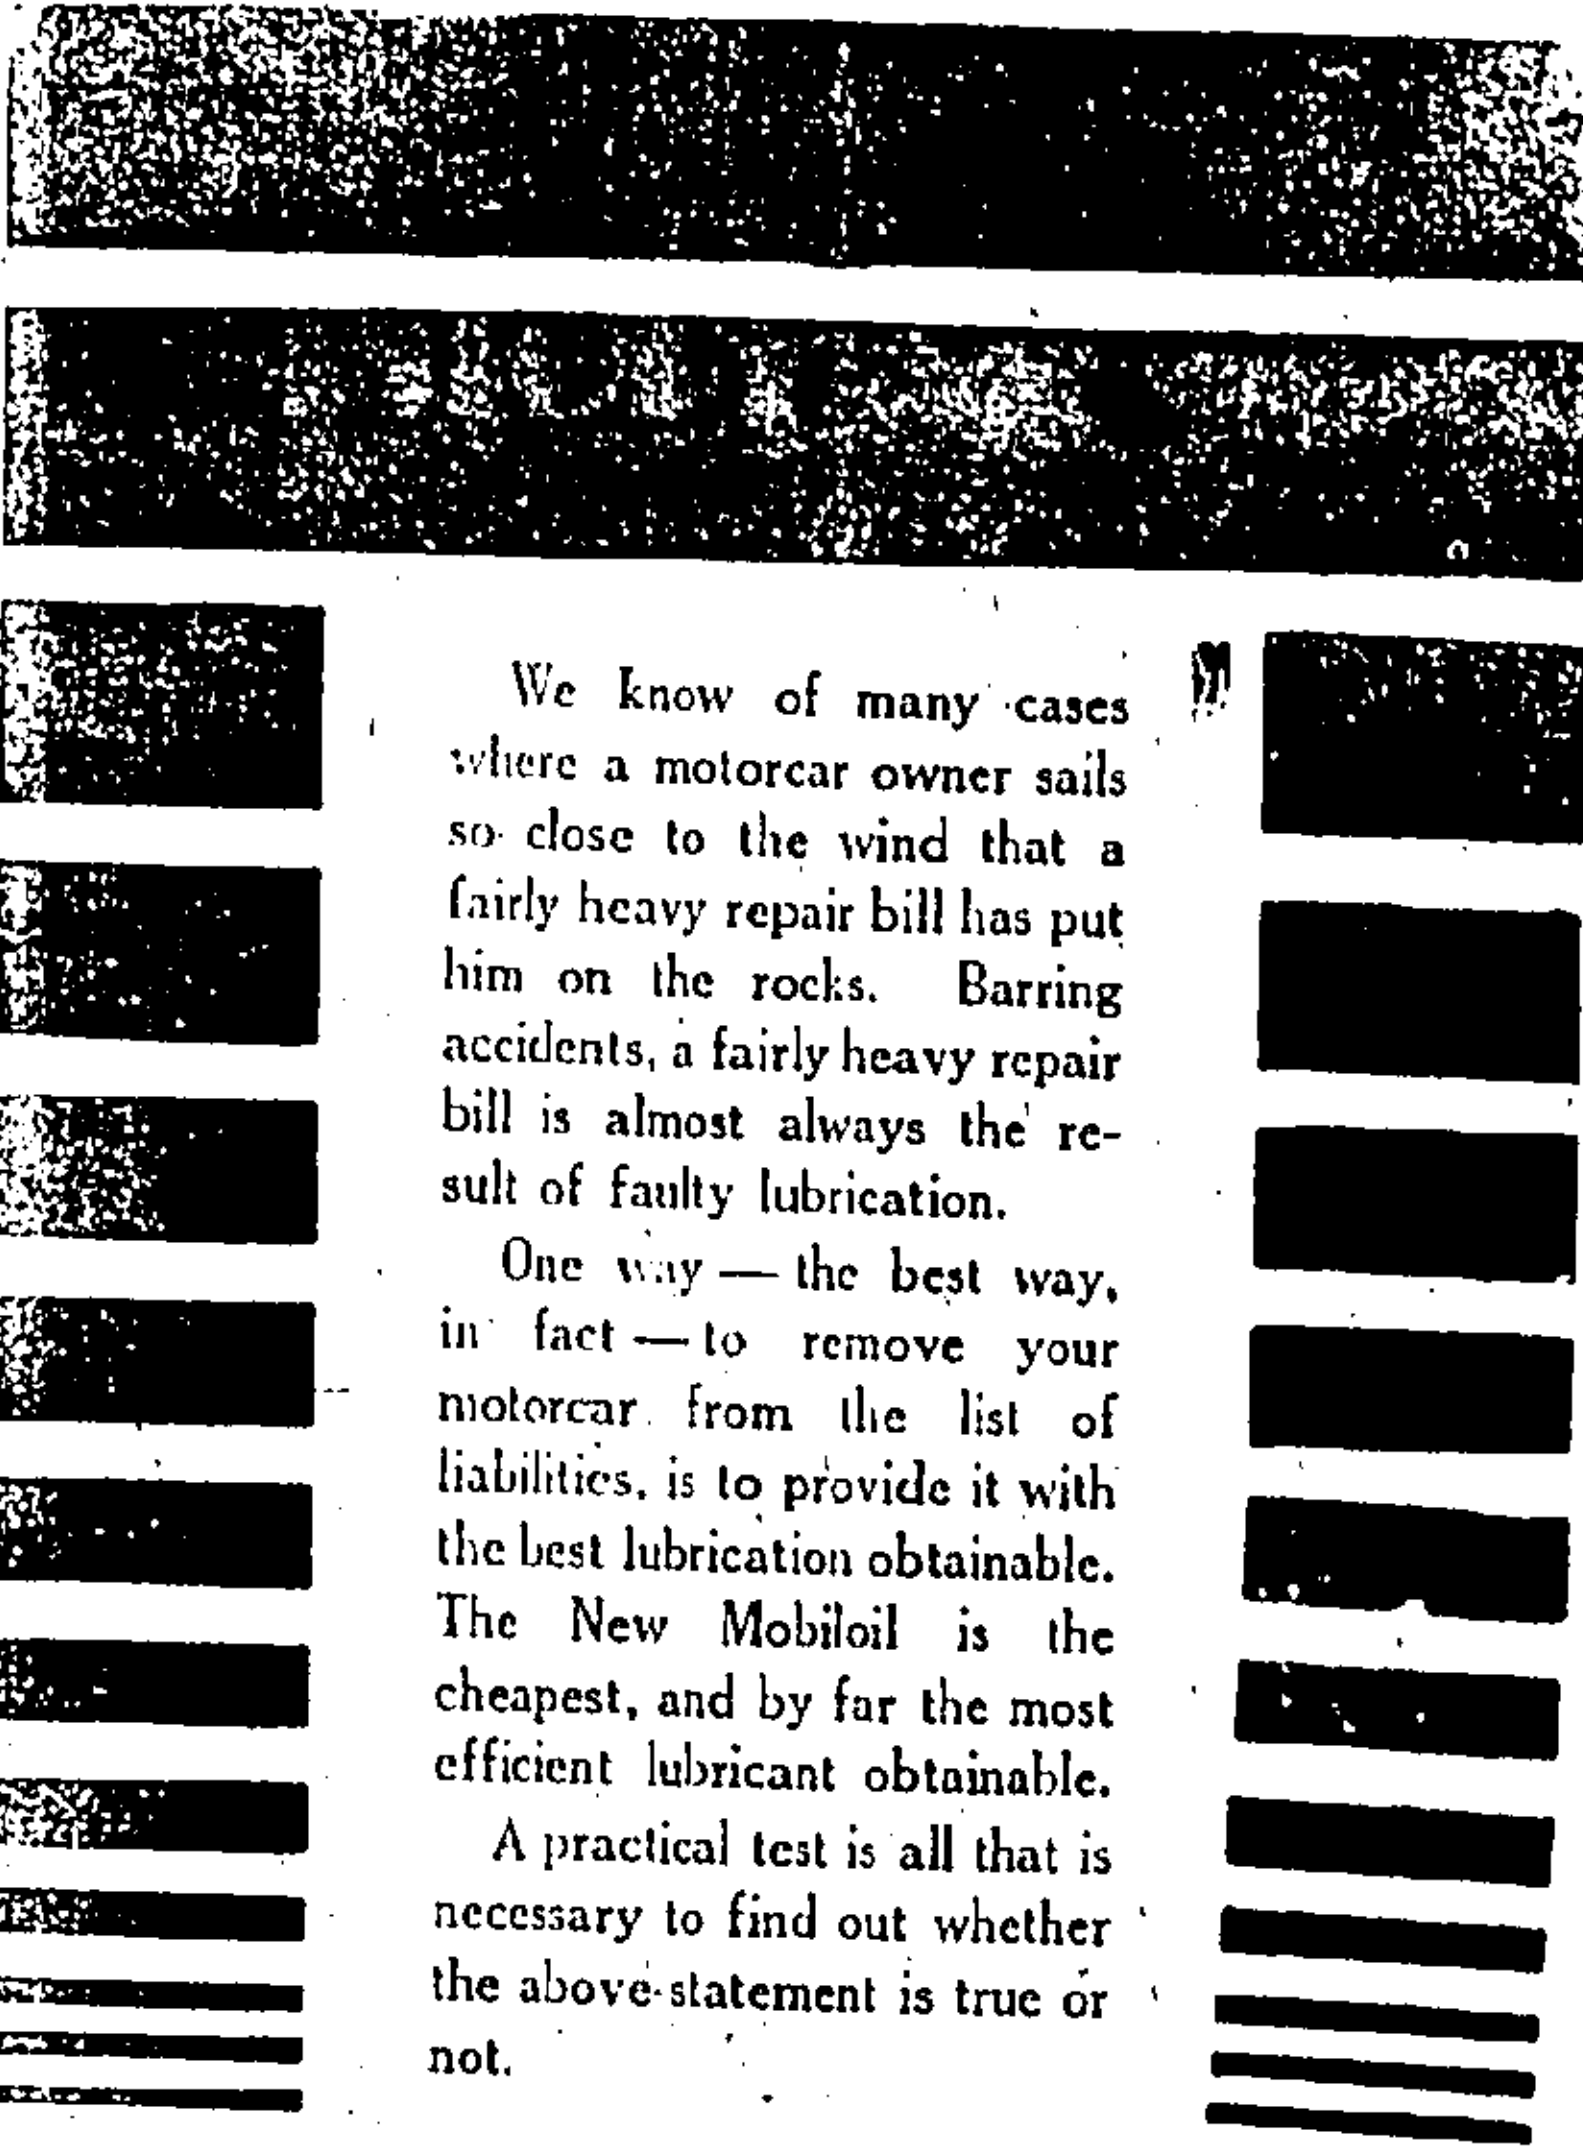 We know of many cases
where a motorcar owner sails
so close to the wind that a
fairly heavy repair bill has put
him on the rocks. Barring
accidents, a fairly heavy repair
bill is almost always the re-
sult of faulty lubrication.
One way — the best way,
in fact — to remove your
motorcar from the list of
liabilities, is to provide it with
the best lubrication obtainable.
The New Mobiloil is the
cheapest, and by far the most
efficient lubricant obtainable.
A practical test is all that is
necessary to find out whether
the above statement is true or
not.